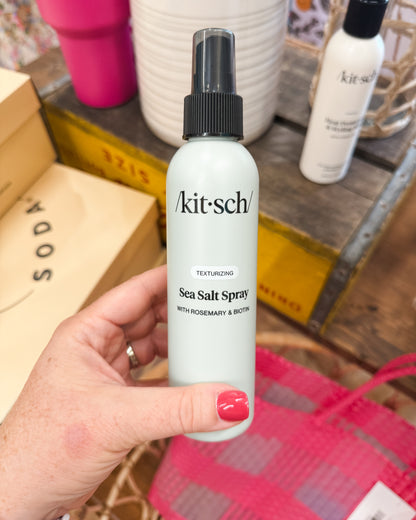 /kit·sch/
TEXTURIZING
Sea Salt Spray
WITH ROSEMARY & BIOTIN
/kit·sch/
SODA